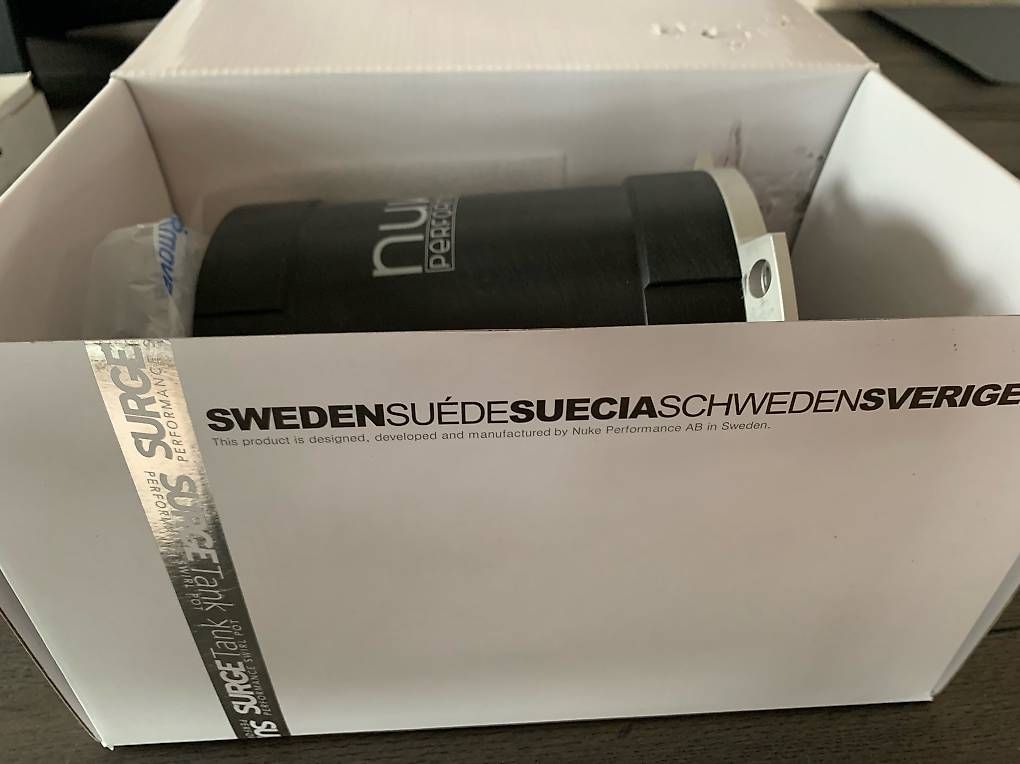 nu
PERFOR
SWEDENSUÉDESUECIASCHWEDENSVERIGE
This product is designed, developed and manufactured by Nuke Performance AB in Sweden.
SURGE
PERFORMANCE
SURGETank
PERFORMANCE SWIRL POT